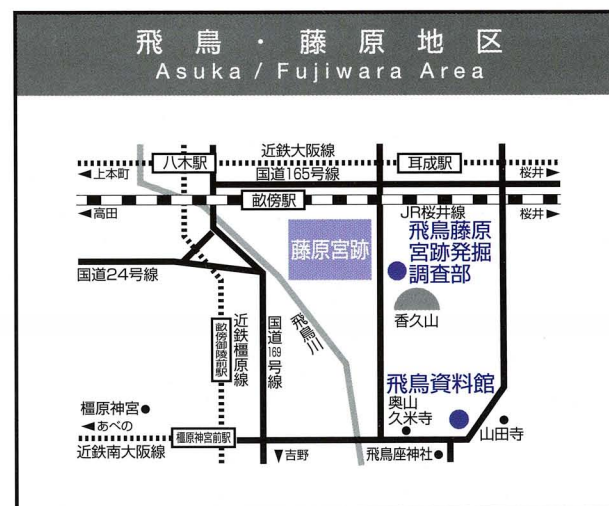 飛鳥・藤原地区
Asuka / Fujiwara Area
近鉄大阪線
八木駅
耳成駅
上本町
国道165号線
桜井
畝傍駅
高田
JR桜井線
桜井
藤原宮跡
飛鳥藤原
宮跡発掘
調査部
国道24号線
香久山
飛鳥川
国道169号線
近鉄橿原線
畝傍御陵前駅
飛鳥資料館
橿原神宮
あべの
奥山
久米寺
橿原神宮前駅
山田寺
近鉄南大阪線
吉野
飛鳥座神社